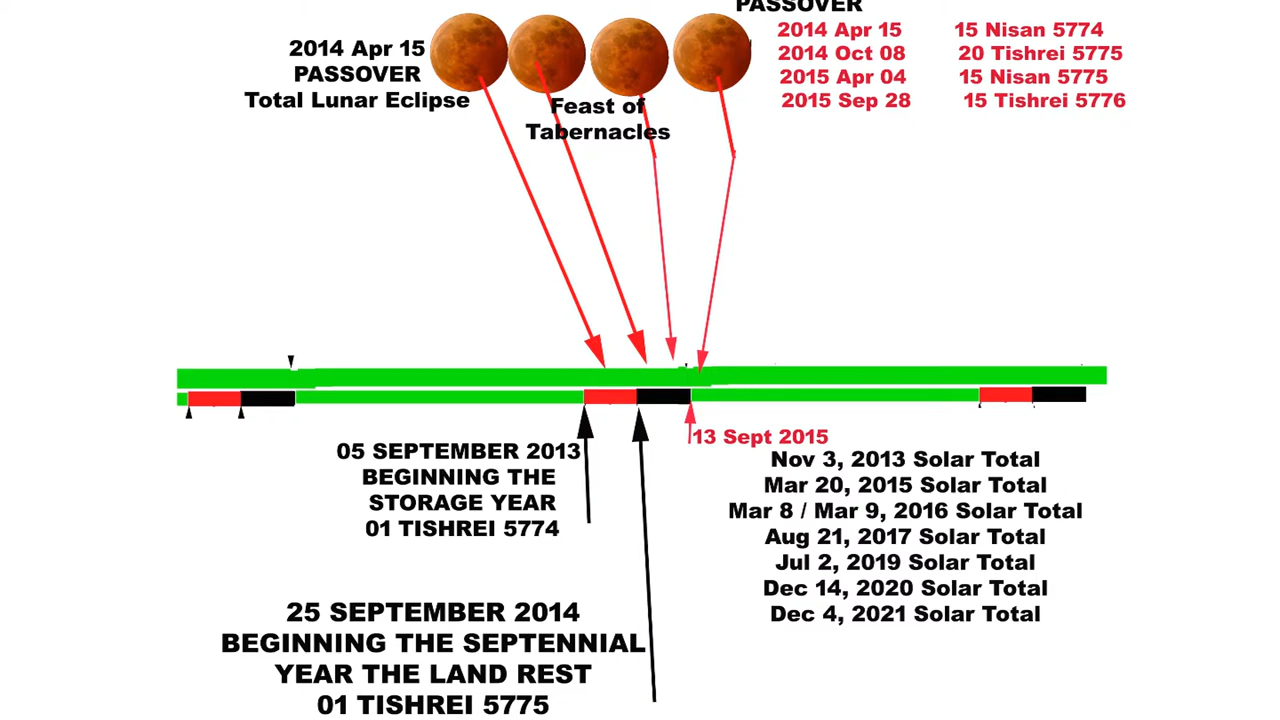 PASSOVER
2014 Apr 15 15 Nisan 5774
2014 Oct 08 20 Tishrei 5775
2015 Apr 04 15 Nisan 5775
2015 Sep 28 15 Tishrei 5776
2014 Apr 15
PASSOVER
Total Lunar Eclipse
Feast of
Tabernacles
13 Sept 2015
05 SEPTEMBER 2013
BEGINNING THE
STORAGE YEAR
01 TISHREI 5774
Nov 3, 2013 Solar Total
Mar 20, 2015 Solar Total
Mar 8 / Mar 9, 2016 Solar Total
Aug 21, 2017 Solar Total
Jul 2, 2019 Solar Total
Dec 14, 2020 Solar Total
Dec 4, 2021 Solar Total
25 SEPTEMBER 2014
BEGINNING THE SEPTENNIAL
YEAR THE LAND REST
01 TISHREI 5775